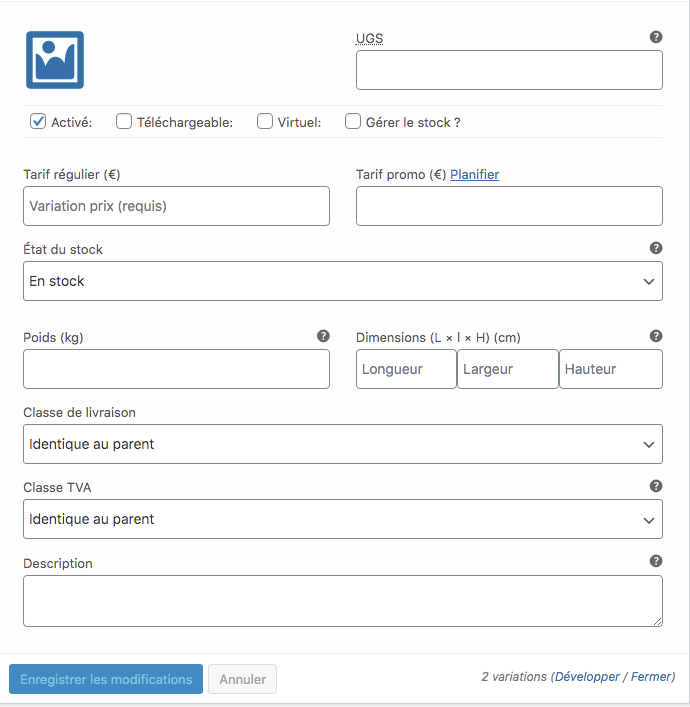 UGS
Activé: Téléchargeable: Virtuel: Gérer le stock ?
Tarif régulier (€) Tarif promo (€) Planifier
Variation prix (requis)
État du stock
En stock
Poids (kg) Dimensions (L × l × H) (cm)
Longueur Largeur Hauteur
Classe de livraison
Identique au parent
Classe TVA
Identique au parent
Description
Enregistrer les modifications Annuler 2 variations (Développer / Fermer)